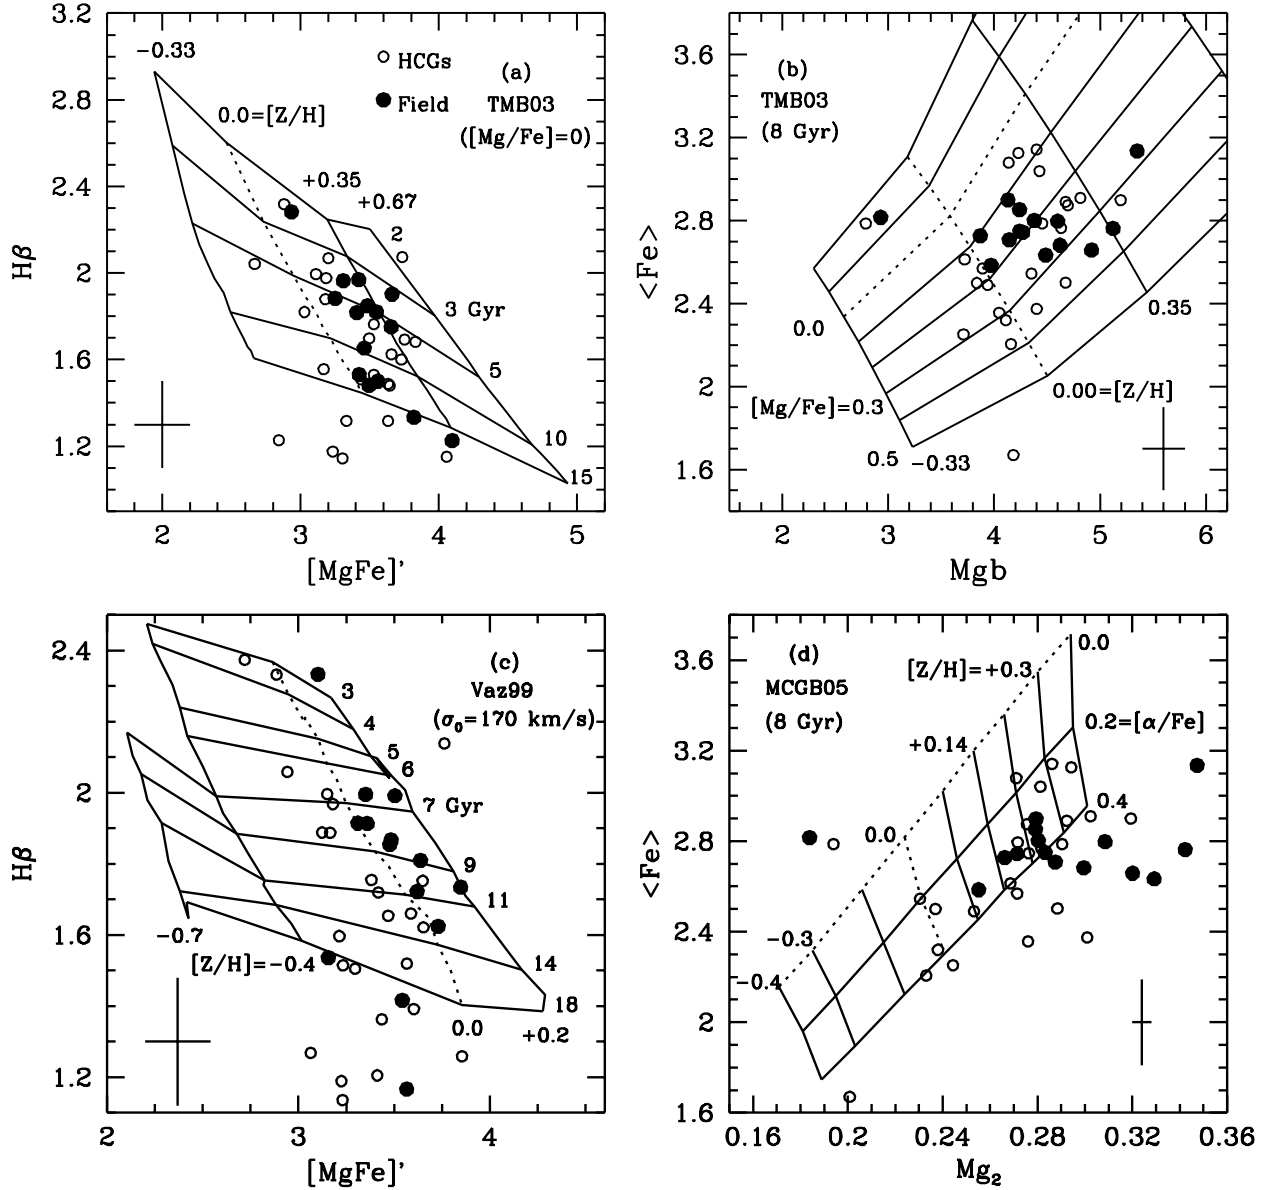 3.2
2.8
2.4
2
1.6
1.2
Hβ
−0.33
0.0=[Z/H]
+0.35
+0.67
HCGs
Field
(a)
TMB03
([Mg/Fe]=0)
2
3 Gyr
5
10
15
2
3
4
5
[MgFe]'
3.6
3.2
2.8
2.4
2
1.6
<Fe>
(b)
TMB03
(8 Gyr)
0.0
[Mg/Fe]=0.3
0.5
−0.33
0.00=[Z/H]
0.35
2
3
4
5
6
Mgb
2.4
2
1.6
1.2
Hβ
(c)
Vaz99
(σ₀=170 km/s)
3
4
5
6
7 Gyr
9
11
14
18
−0.7
[Z/H]=−0.4
0.0
+0.2
2
3
4
[MgFe]'
3.6
3.2
2.8
2.4
2
1.6
<Fe>
(d)
MCGB05
(8 Gyr)
[Z/H]=+0.3
0.0
+0.14
0.2=[α/Fe]
0.4
0.0
−0.3
−0.4
0.16
0.2
0.24
0.28
0.32
0.36
Mg₂